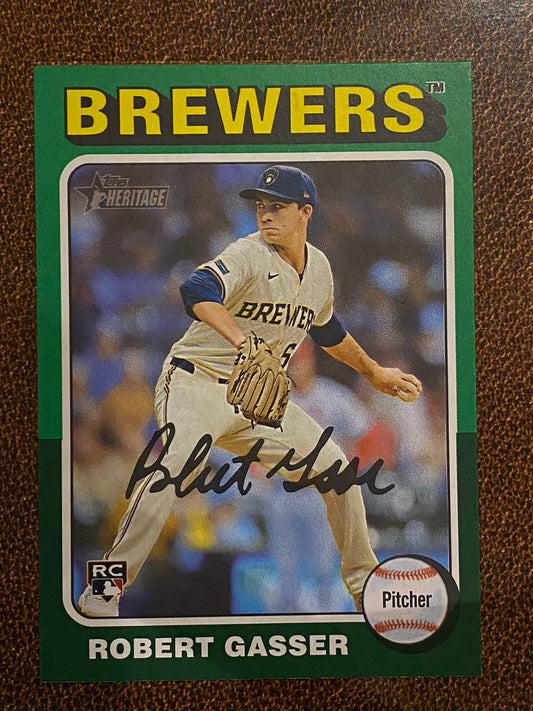 BREWERS™
Topps
HERITAGE
BREWERS
Robert Gasser
RC
Pitcher
ROBERT GASSER